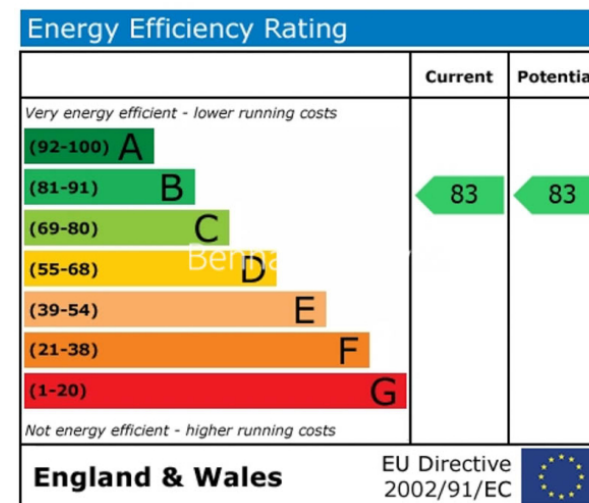 Energy Efficiency Rating
Current Potentia
Very energy efficient - lower running costs
(92-100) A
(81-91) B
83 83
(69-80) C
(55-68) D
(39-54) E
(21-38) F
(1-20) G
Not energy efficient - higher running costs
England & Wales
EU Directive
2002/91/EC